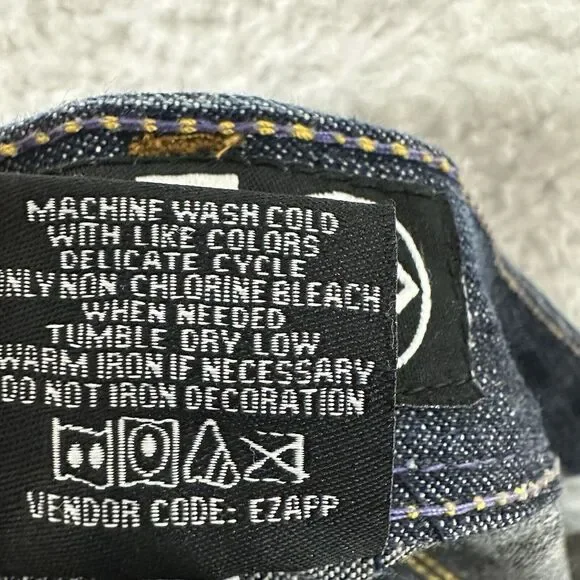 MACHINE WASH COLD
WITH LIKE COLORS
DELICATE CYCLE
ONLY NON CHLORINE BLEACH
WHEN NEEDED
TUMBLE DRY LOW
WARM IRON IF NECESSARY
DO NOT IRON DECORATION
VENDOR CODE: EZAPP